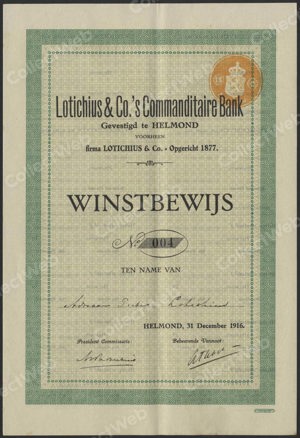 Lotichius & Co.'s Commanditaire Bank
Gevestigd te HELMOND
VOORHEEN
firma LOTICHIUS & Co. - Opgericht 1877.
WINSTBEWIJS
No. 004
TEN NAME VAN
Lotichius
HELMOND, 31 December 1916.
President Commissaris Beheerende Vennoot